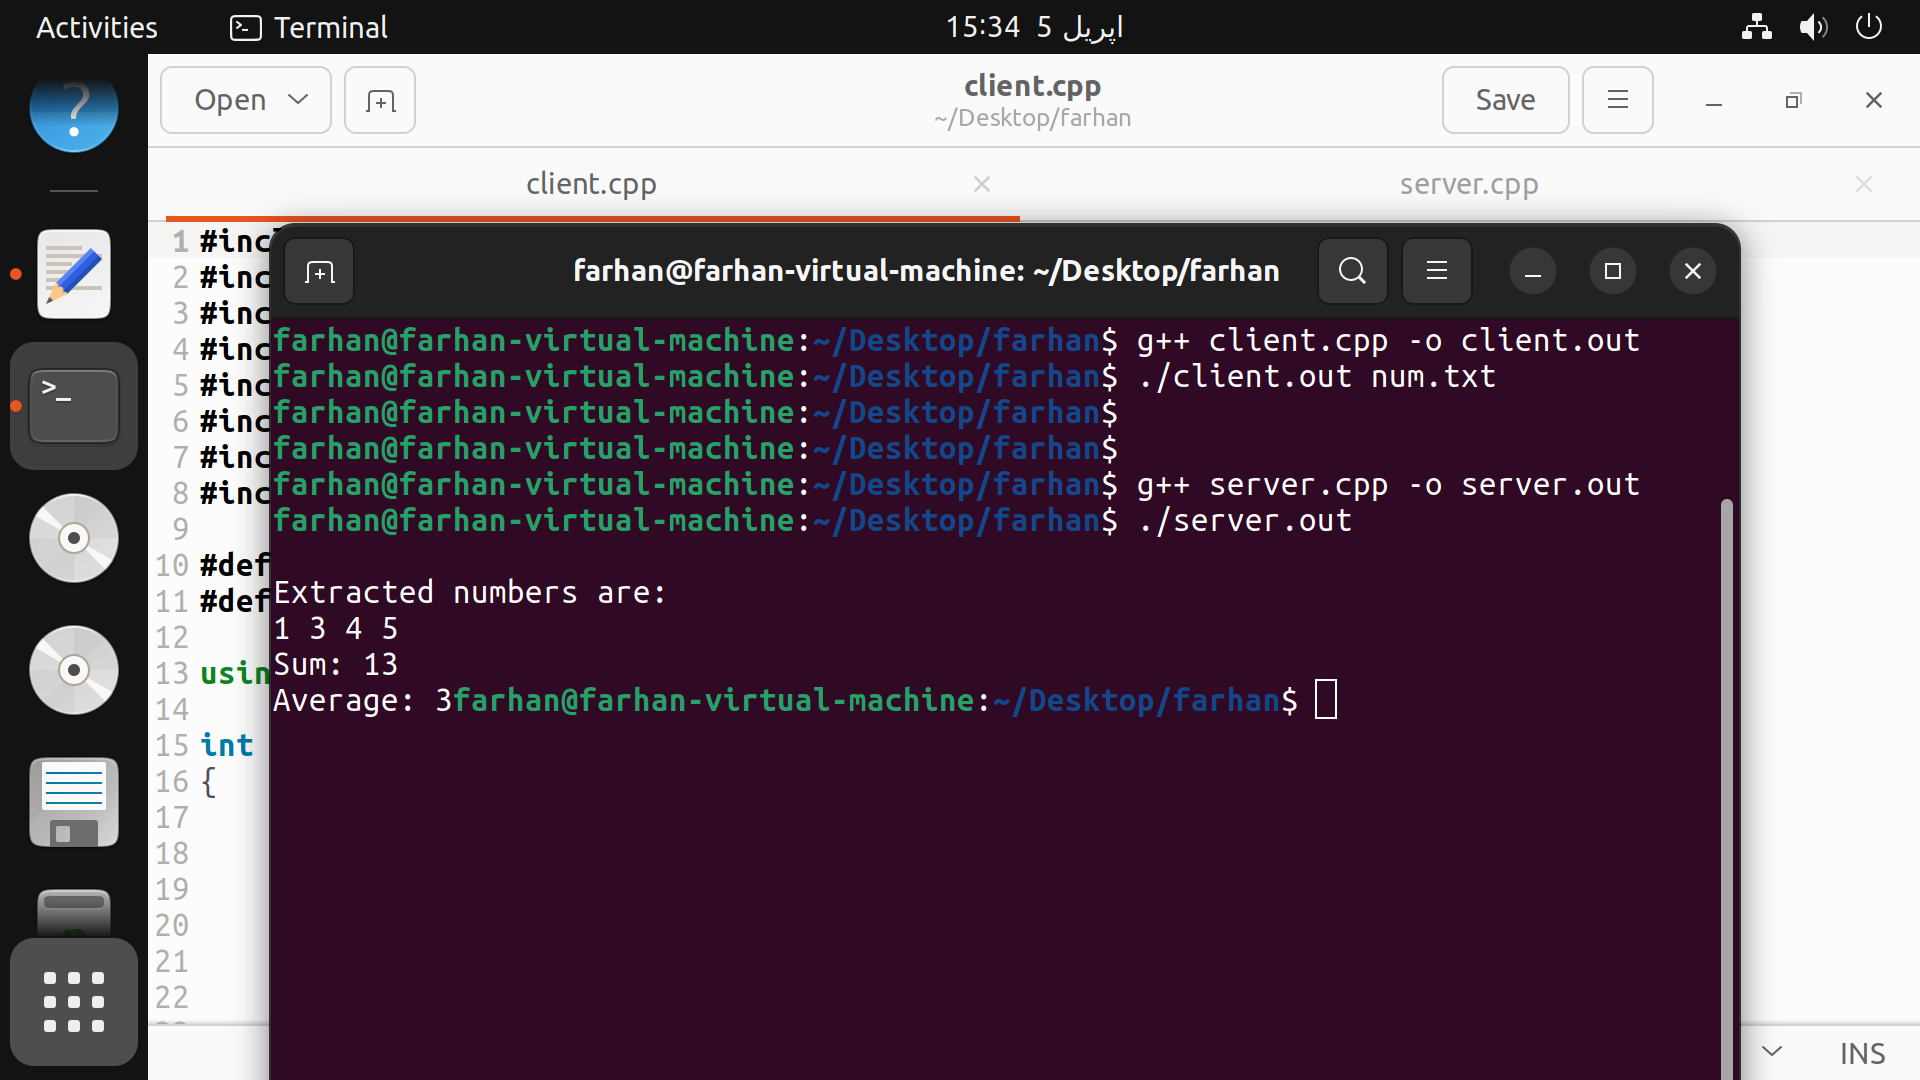 Activities
Terminal
15:34 5 اپریل
Open
client.cpp
~/Desktop/farhan
Save
client.cpp
server.cpp
1 #inc
2 #inc
3 #inc
4 #inc
5 #inc
6 #inc
7 #inc
8 #inc
9
10 #def
11 #def
12
13 usin
14
15 int
16 {
17
18
19
20
21
22
farhan@farhan-virtual-machine: ~/Desktop/farhan
farhan@farhan-virtual-machine:~/Desktop/farhan$ g++ client.cpp -o client.out
farhan@farhan-virtual-machine:~/Desktop/farhan$ ./client.out num.txt
farhan@farhan-virtual-machine:~/Desktop/farhan$
farhan@farhan-virtual-machine:~/Desktop/farhan$
farhan@farhan-virtual-machine:~/Desktop/farhan$ g++ server.cpp -o server.out
farhan@farhan-virtual-machine:~/Desktop/farhan$ ./server.out
Extracted numbers are:
1 3 4 5
Sum: 13
Average: 3farhan@farhan-virtual-machine:~/Desktop/farhan$
INS